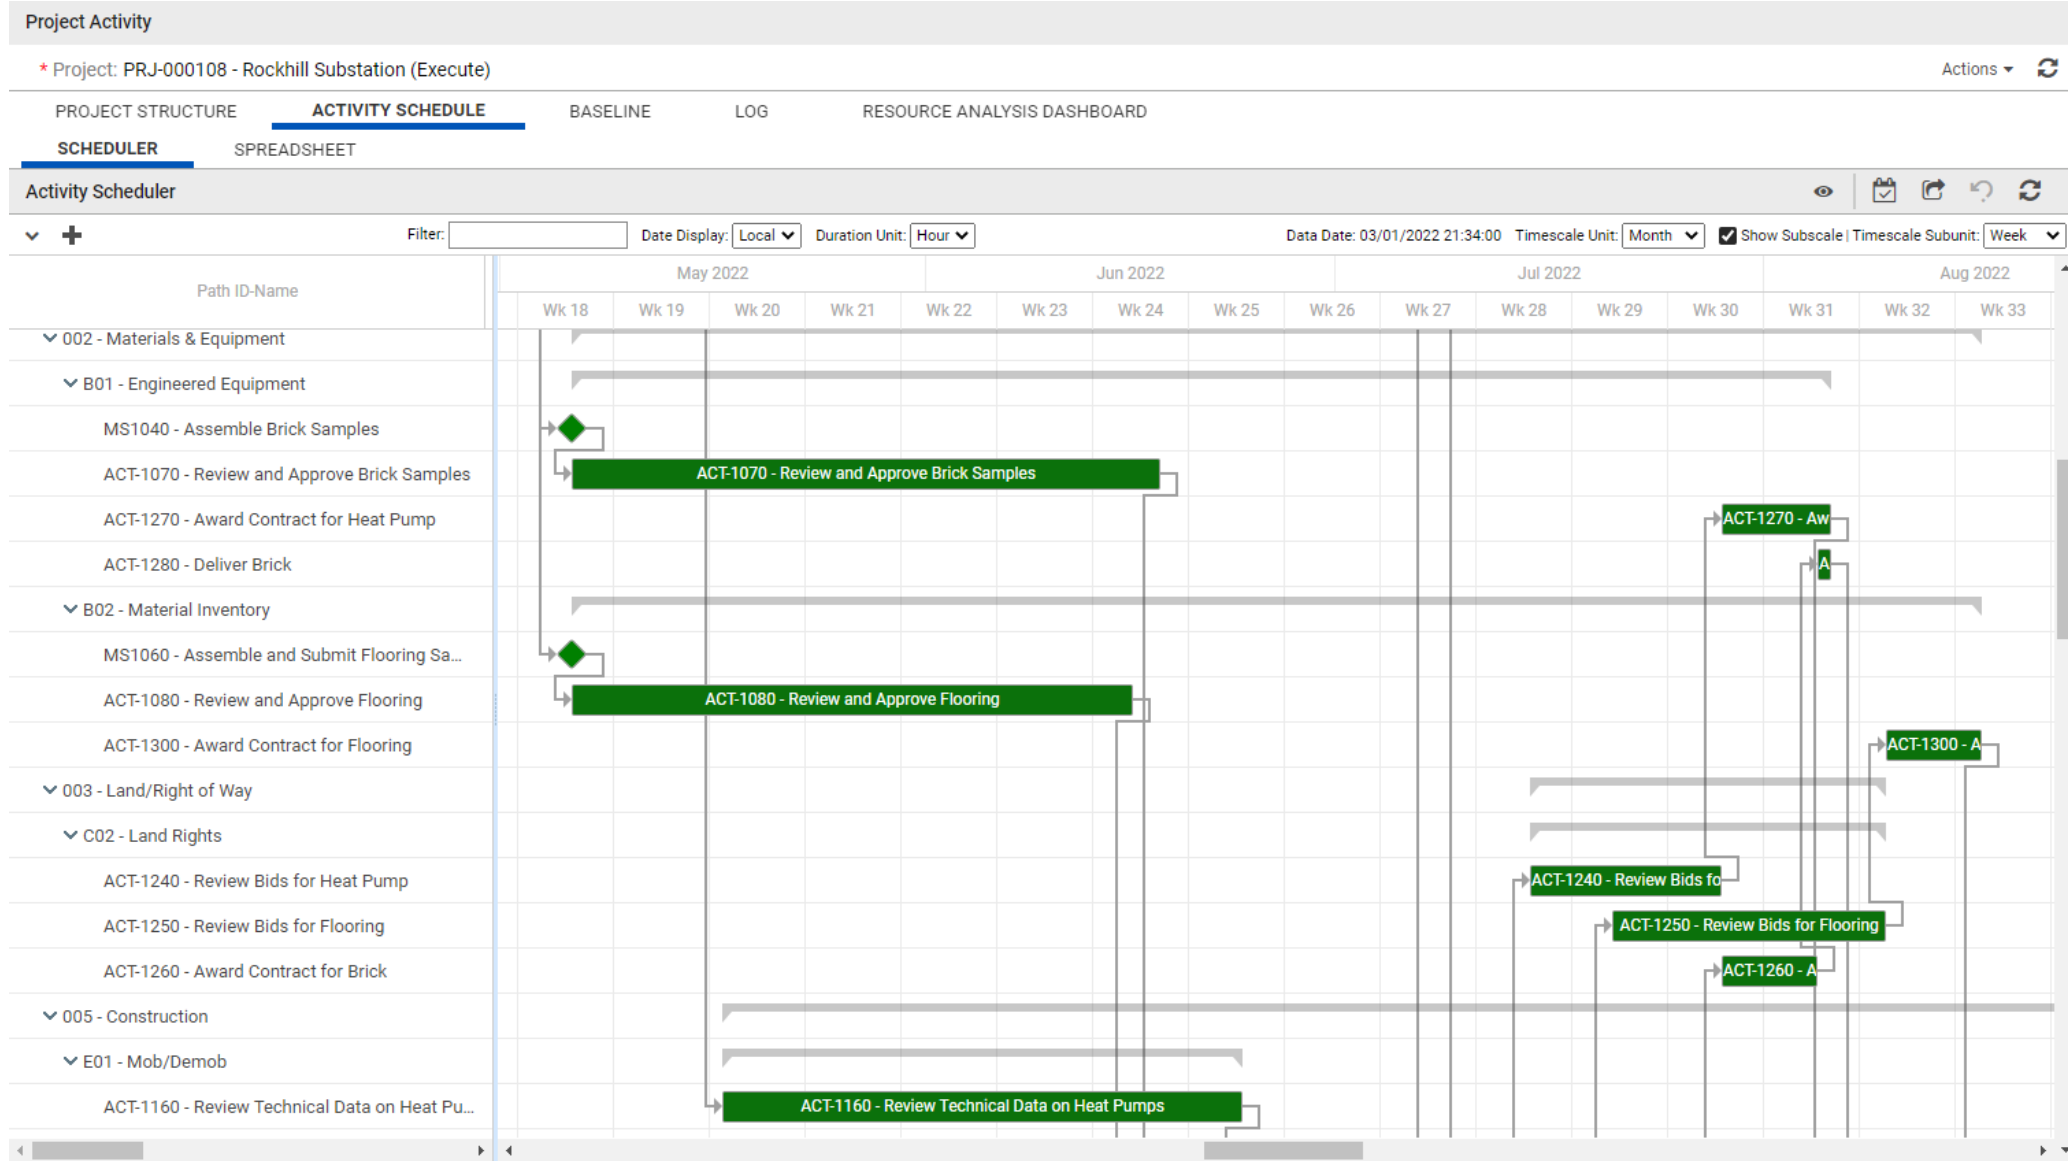 Project Activity
* Project: PRJ-000108 - Rockhill Substation (Execute) Actions
PROJECT STRUCTURE ACTIVITY SCHEDULE BASELINE LOG RESOURCE ANALYSIS DASHBOARD
SCHEDULER SPREADSHEET
Activity Scheduler
Filter: Date Display: Local Duration Unit: Hour Data Date: 03/01/2022 21:34:00 Timescale Unit: Month Show Subscale | Timescale Subunit: Week
Path ID-Name
May 2022 Jun 2022 Jul 2022 Aug 2022
Wk 18 Wk 19 Wk 20 Wk 21 Wk 22 Wk 23 Wk 24 Wk 25 Wk 26 Wk 27 Wk 28 Wk 29 Wk 30 Wk 31 Wk 32 Wk 33
002 - Materials & Equipment
B01 - Engineered Equipment
MS1040 - Assemble Brick Samples
ACT-1070 - Review and Approve Brick Samples ACT-1070 - Review and Approve Brick Samples
ACT-1270 - Award Contract for Heat Pump ACT-1270 - Aw
ACT-1280 - Deliver Brick A
B02 - Material Inventory
MS1060 - Assemble and Submit Flooring Sa...
ACT-1080 - Review and Approve Flooring ACT-1080 - Review and Approve Flooring
ACT-1300 - Award Contract for Flooring ACT-1300 - A
003 - Land/Right of Way
C02 - Land Rights
ACT-1240 - Review Bids for Heat Pump ACT-1240 - Review Bids fo
ACT-1250 - Review Bids for Flooring ACT-1250 - Review Bids for Flooring
ACT-1260 - Award Contract for Brick ACT-1260 - A
005 - Construction
E01 - Mob/Demob
ACT-1160 - Review Technical Data on Heat Pu... ACT-1160 - Review Technical Data on Heat Pumps